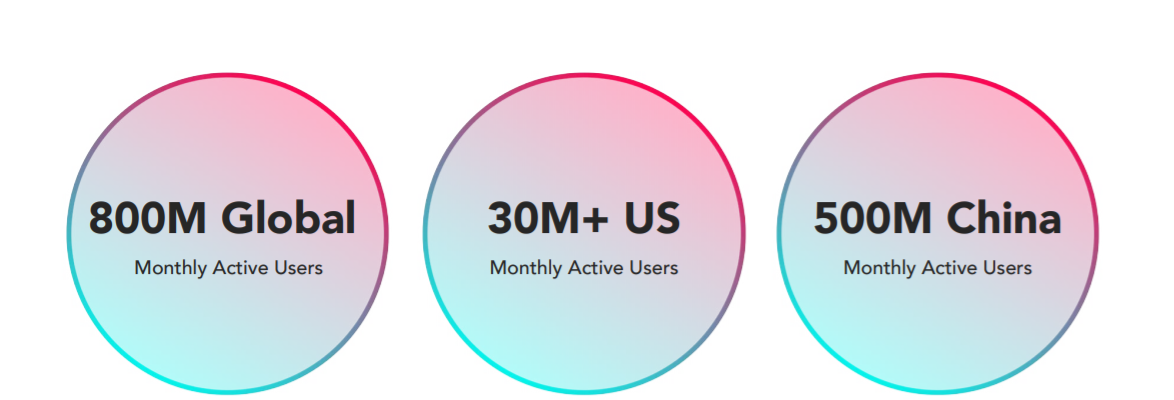 800M Global
Monthly Active Users
30M+ US
Monthly Active Users
500M China
Monthly Active Users